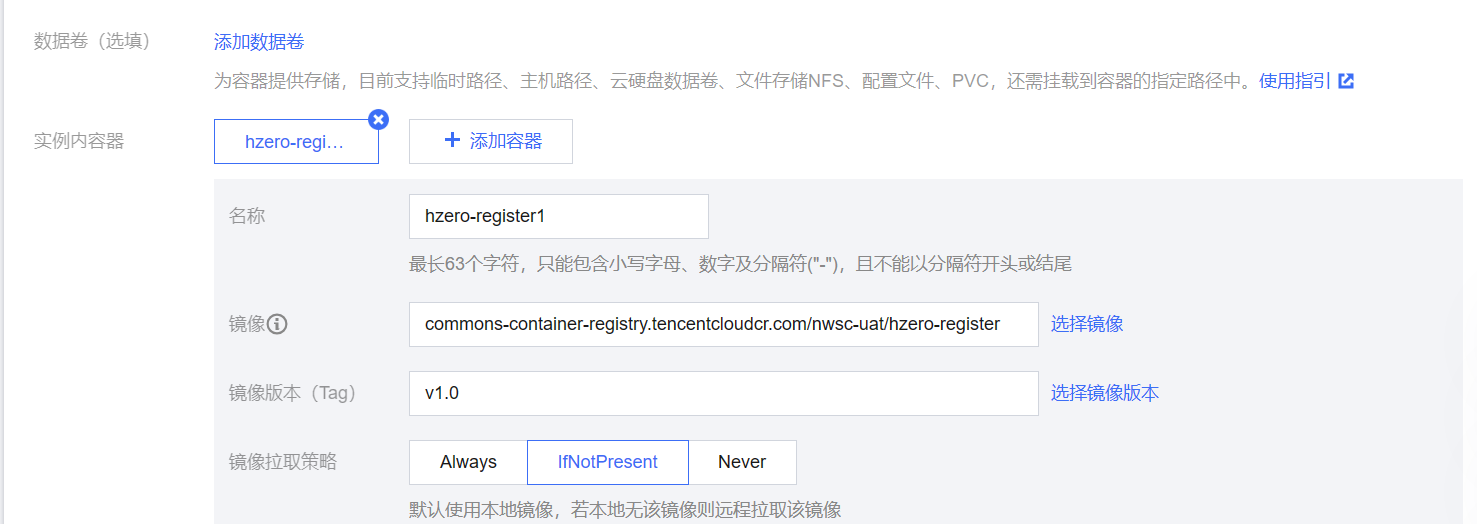 数据卷（选填） 添加数据卷
为容器提供存储，目前支持临时路径、主机路径、云硬盘数据卷、文件存储NFS、配置文件、PVC，还需挂载到容器的指定路径中。使用指引
实例内容器 hzero-regi… + 添加容器
名称 hzero-register1
最长63个字符，只能包含小写字母、数字及分隔符("-")，且不能以分隔符开头或结尾
镜像 commons-container-registry.tencentcloudcr.com/nwsc-uat/hzero-register 选择镜像
镜像版本（Tag） v1.0 选择镜像版本
镜像拉取策略 Always IfNotPresent Never
默认使用本地镜像，若本地无该镜像则远程拉取该镜像